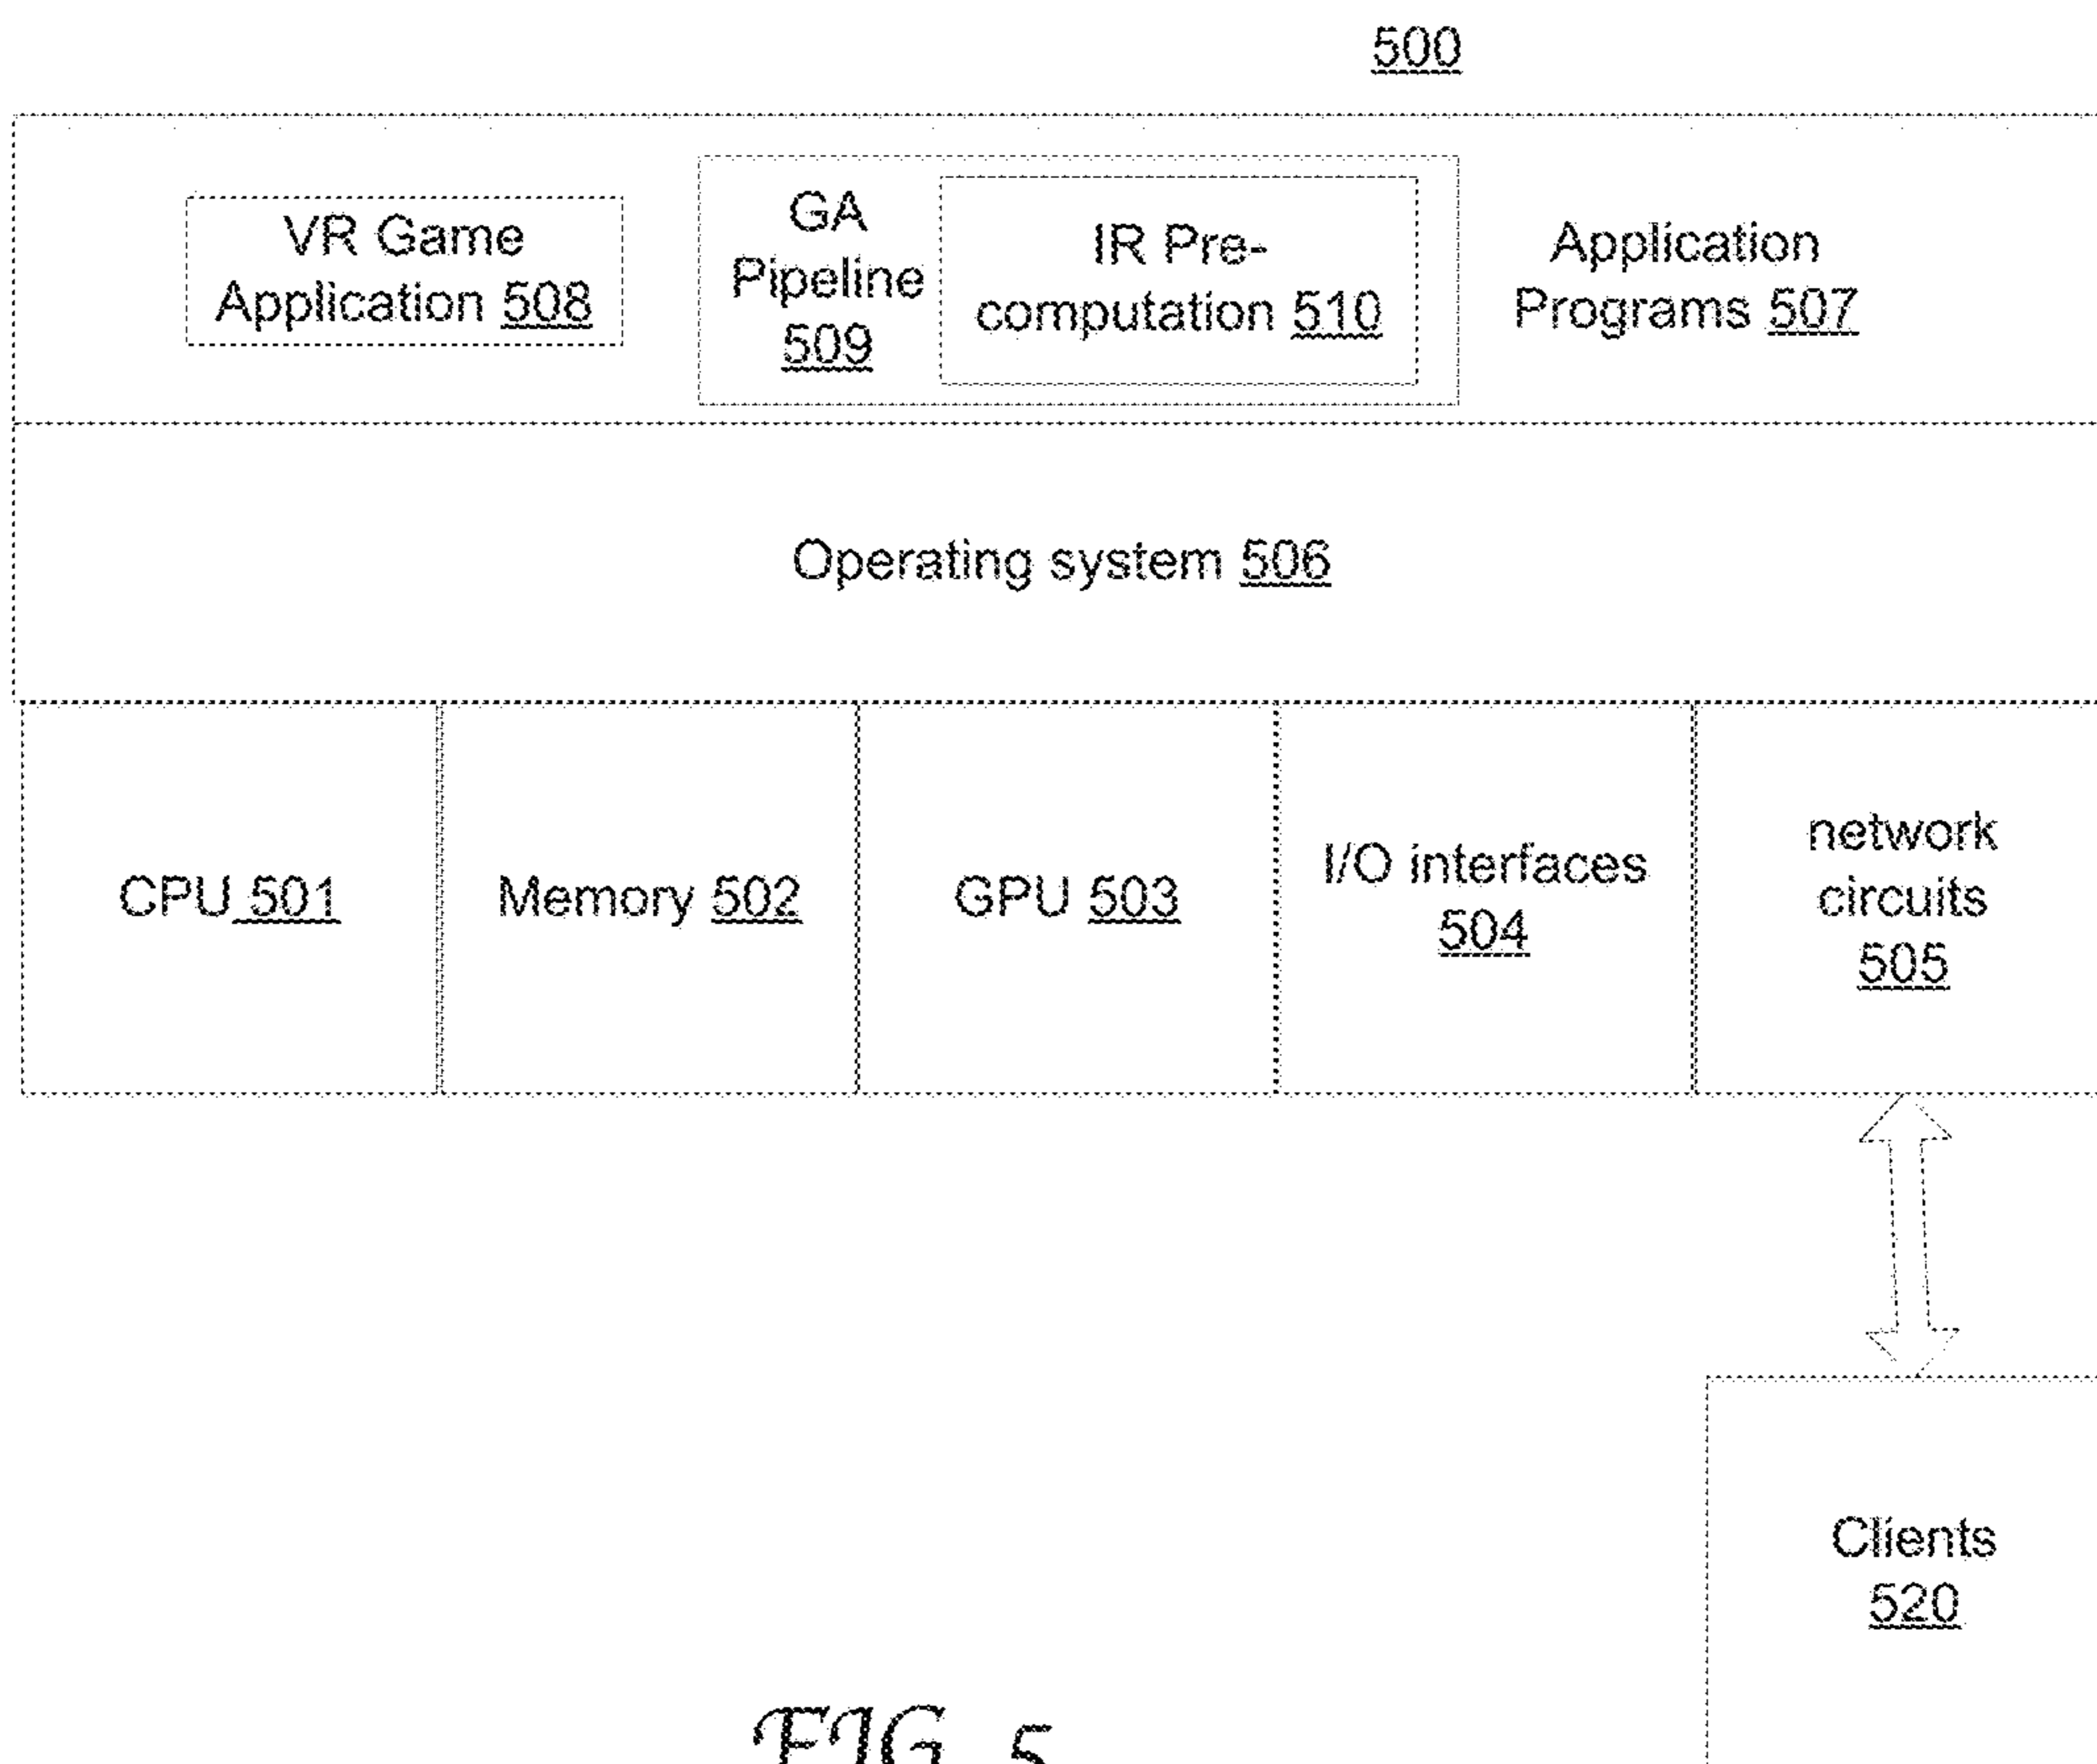 500
VR Game
Application 508
GA
Pipeline
509
IR Pre-
computation 510
Application
Programs 507
Operating system 506
CPU 501
Memory 502
GPU 503
I/O interfaces
504
network
circuits
505
Clients
520
FIG. 5